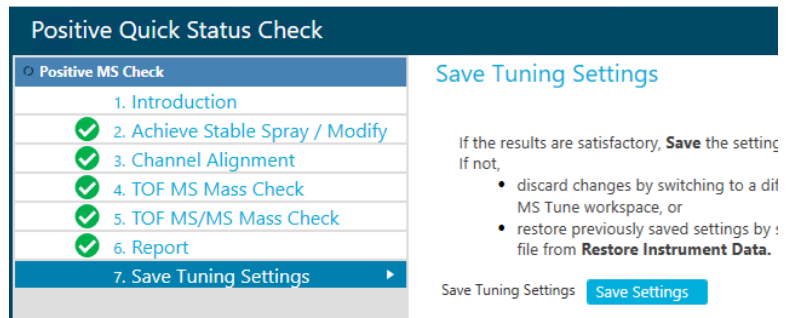 Positive Quick Status Check
Positive MS Check
1. Introduction
2. Achieve Stable Spray / Modify
3. Channel Alignment
4. TOF MS Mass Check
5. TOF MS/MS Mass Check
6. Report
7. Save Tuning Settings
Save Tuning Settings
If the results are satisfactory, Save the
If not,
• discard changes by switching to a
MS Tune workspace, or
• restore previously saved settings by
file from Restore Instrument Data.
Save Tuning Settings Save Settings